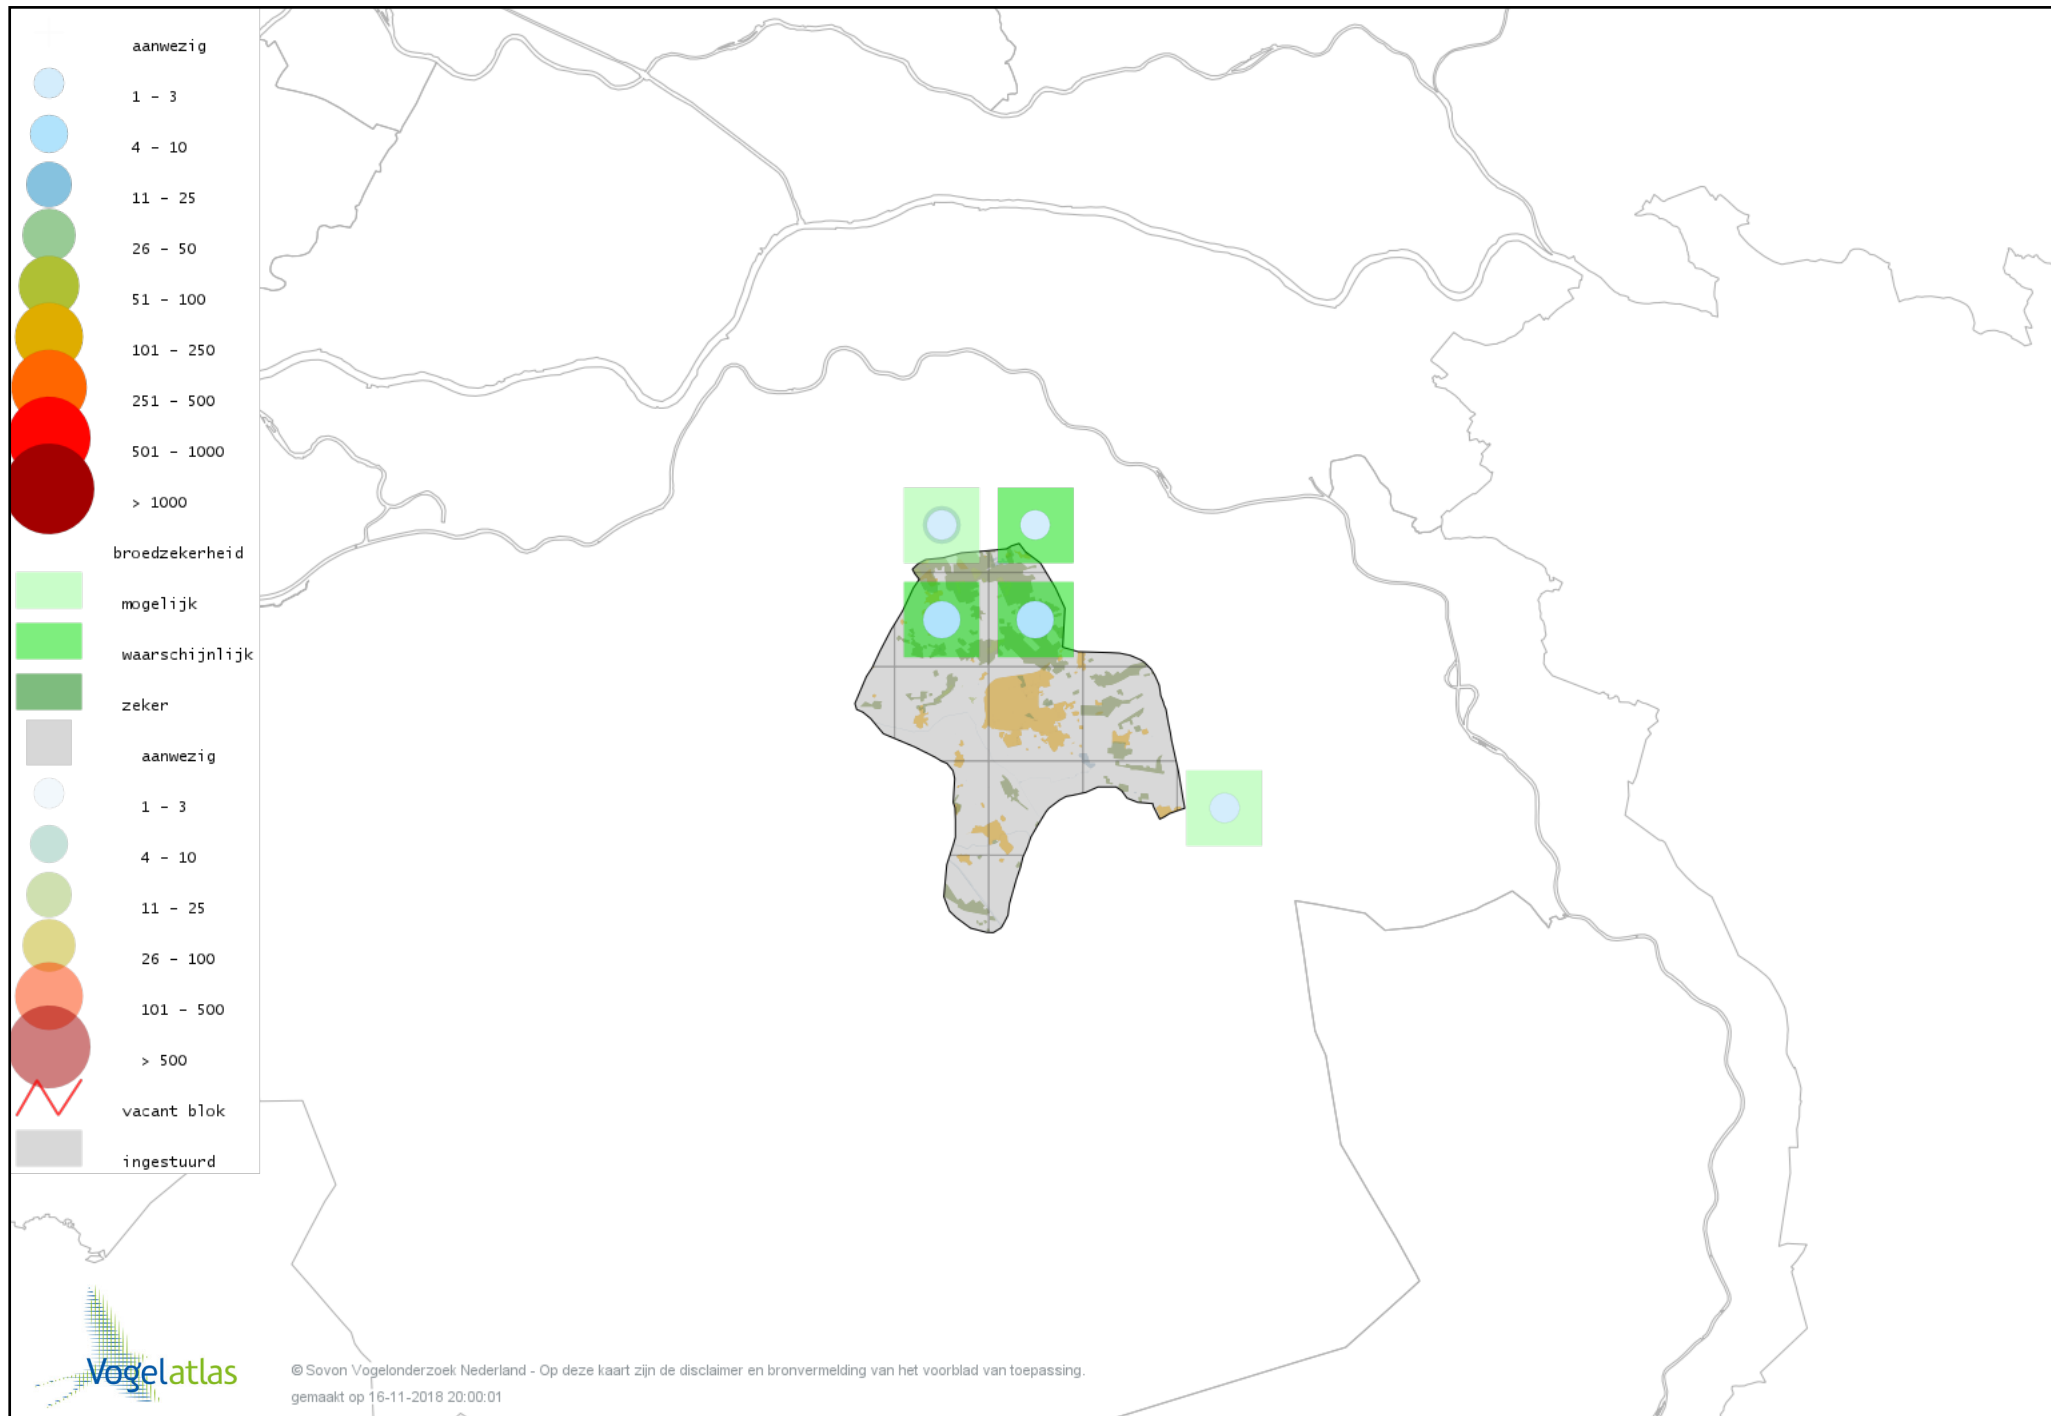 aanwezig
1 - 3
4 - 10
11 - 25
26 - 50
51 - 100
101 - 250
251 - 500
501 - 1000
> 1000
broedzekerheid
mogelijk
waarschijnlijk
zeker
aanwezig
1 - 3
4 - 10
11 - 25
26 - 100
101 - 500
> 500
vacant blok
ingestuurd
Vogelatlas
© Sovon Vogelonderzoek Nederland - Op deze kaart zijn de disclaimer en bronvermelding van het voorblad van toepassing.
gemaakt op 16-11-2018 20:00:01